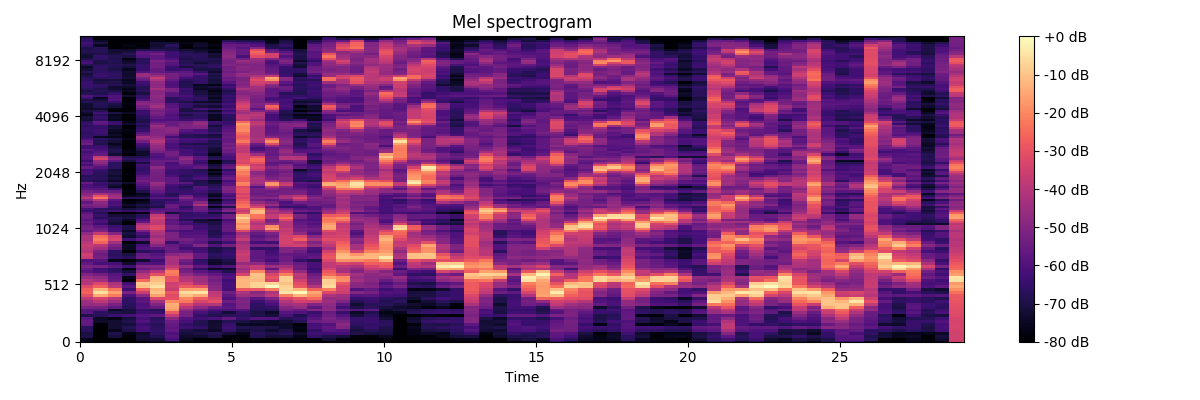 Mel spectrogram
8192
4096
2048
1024
512
0
Hz
0 5 10 15 20 25
Time
+0 dB
-10 dB
-20 dB
-30 dB
-40 dB
-50 dB
-60 dB
-70 dB
-80 dB